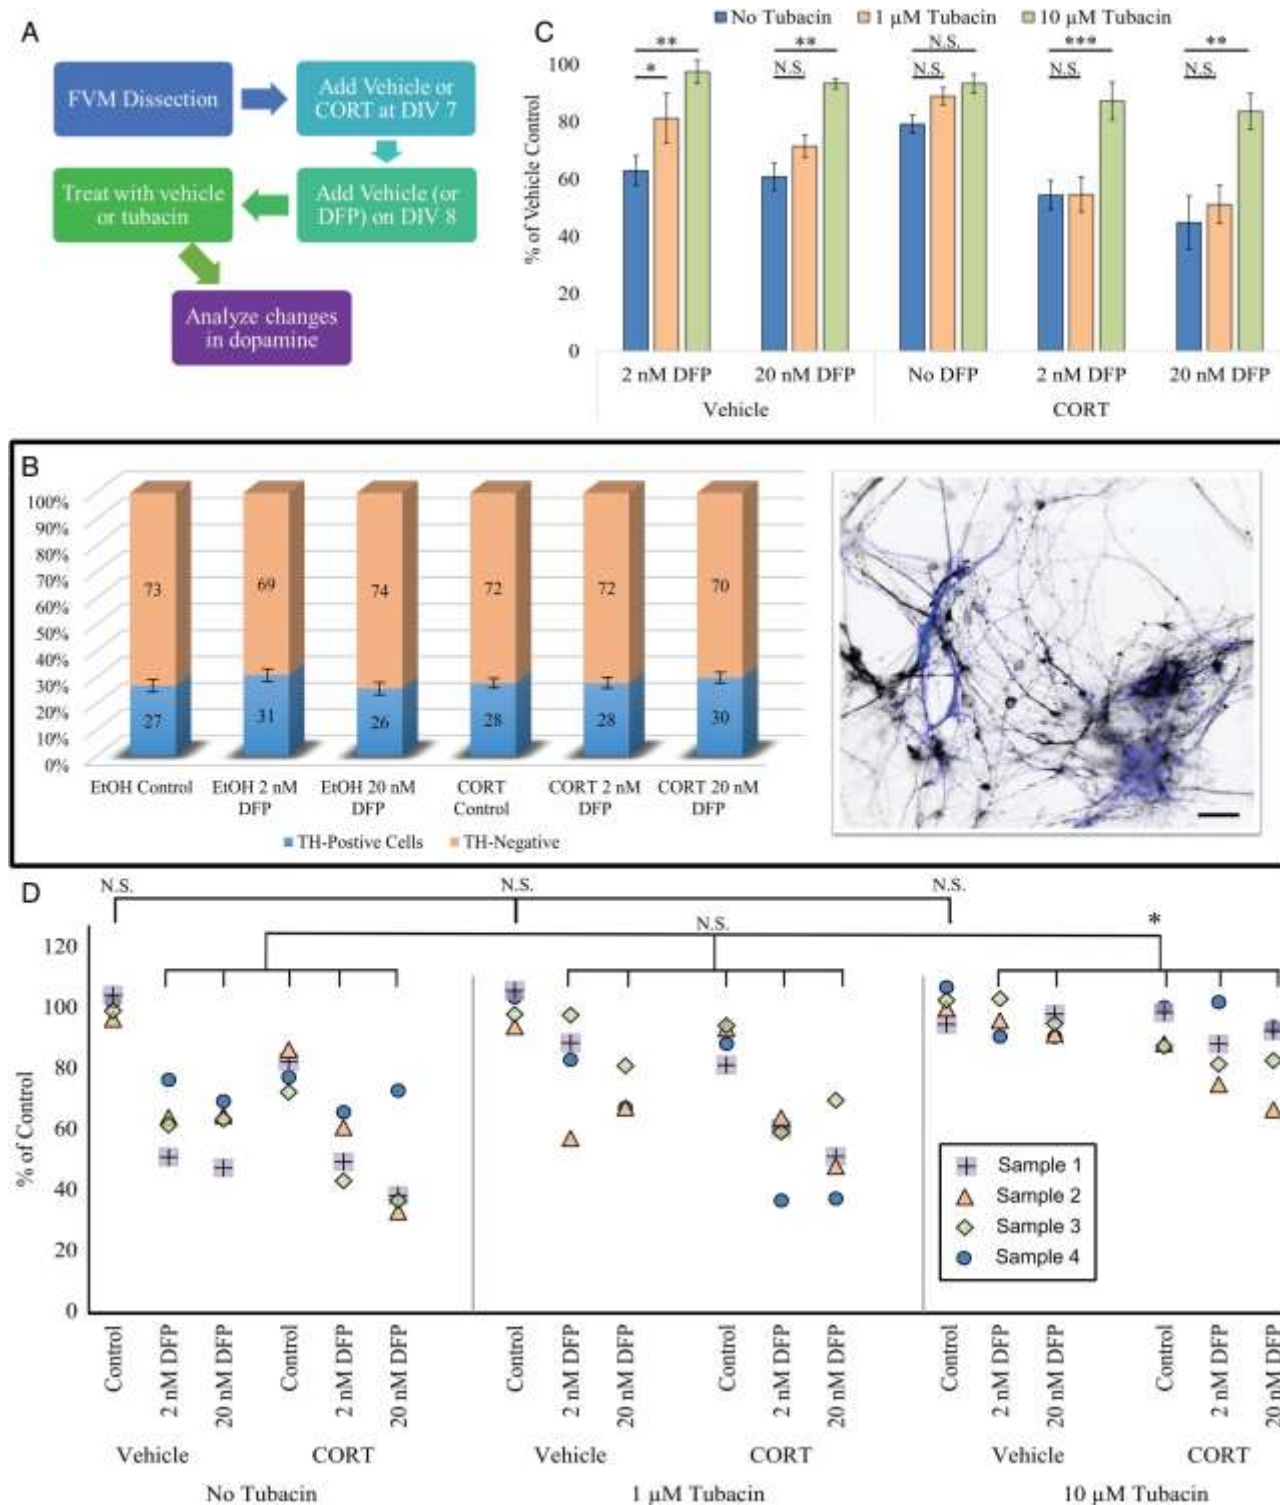 A
FVM Dissection
Add Vehicle or
CORT at DIV 7
Treat with vehicle
or tubacin
Add Vehicle (or
DFP) on DIV 8
Analyze changes
in dopamine
C
No Tubacin 1 µM Tubacin 10 µM Tubacin
% of Vehicle Control
100
80
60
40
20
0
** ** N.S. *** **
* N.S. N.S. N.S. N.S.
2 nM DFP 20 nM DFP No DFP 2 nM DFP 20 nM DFP
Vehicle CORT
B
100%
90%
80%
70%
60%
50%
40%
30%
20%
10%
0%
73 69 74 72 72 70
27 31 26 28 28 30
EtOH Control EtOH 2 nM EtOH 20 nM CORT CORT 2 nM CORT 20 nM
DFP DFP Control DFP DFP
TH-Postive Cells TH-Negative
D
N.S. N.S. N.S.
N.S. *
% of Control
120
100
80
60
40
20
0
Sample 1
Sample 2
Sample 3
Sample 4
Control 2 nM DFP 20 nM DFP Control 2 nM DFP 20 nM DFP Control 2 nM DFP 20 nM DFP Control 2 nM DFP 20 nM DFP Control 2 nM DFP 20 nM DFP Control 2 nM DFP 20 nM DFP
Vehicle CORT Vehicle CORT Vehicle CORT
No Tubacin 1 µM Tubacin 10 µM Tubacin